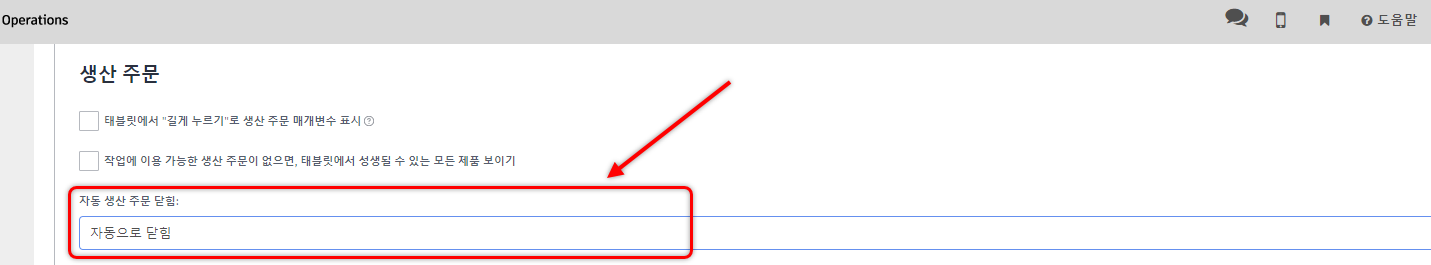 Operations
도움말
생산 주문
태블릿에서 "길게 누르기"로 생산 주문 매개변수 표시
작업에 이용 가능한 생산 주문이 없으면, 태블릿에서 성생될 수 있는 모든 제품 보이기
자동 생산 주문 닫힘:
자동으로 닫힘